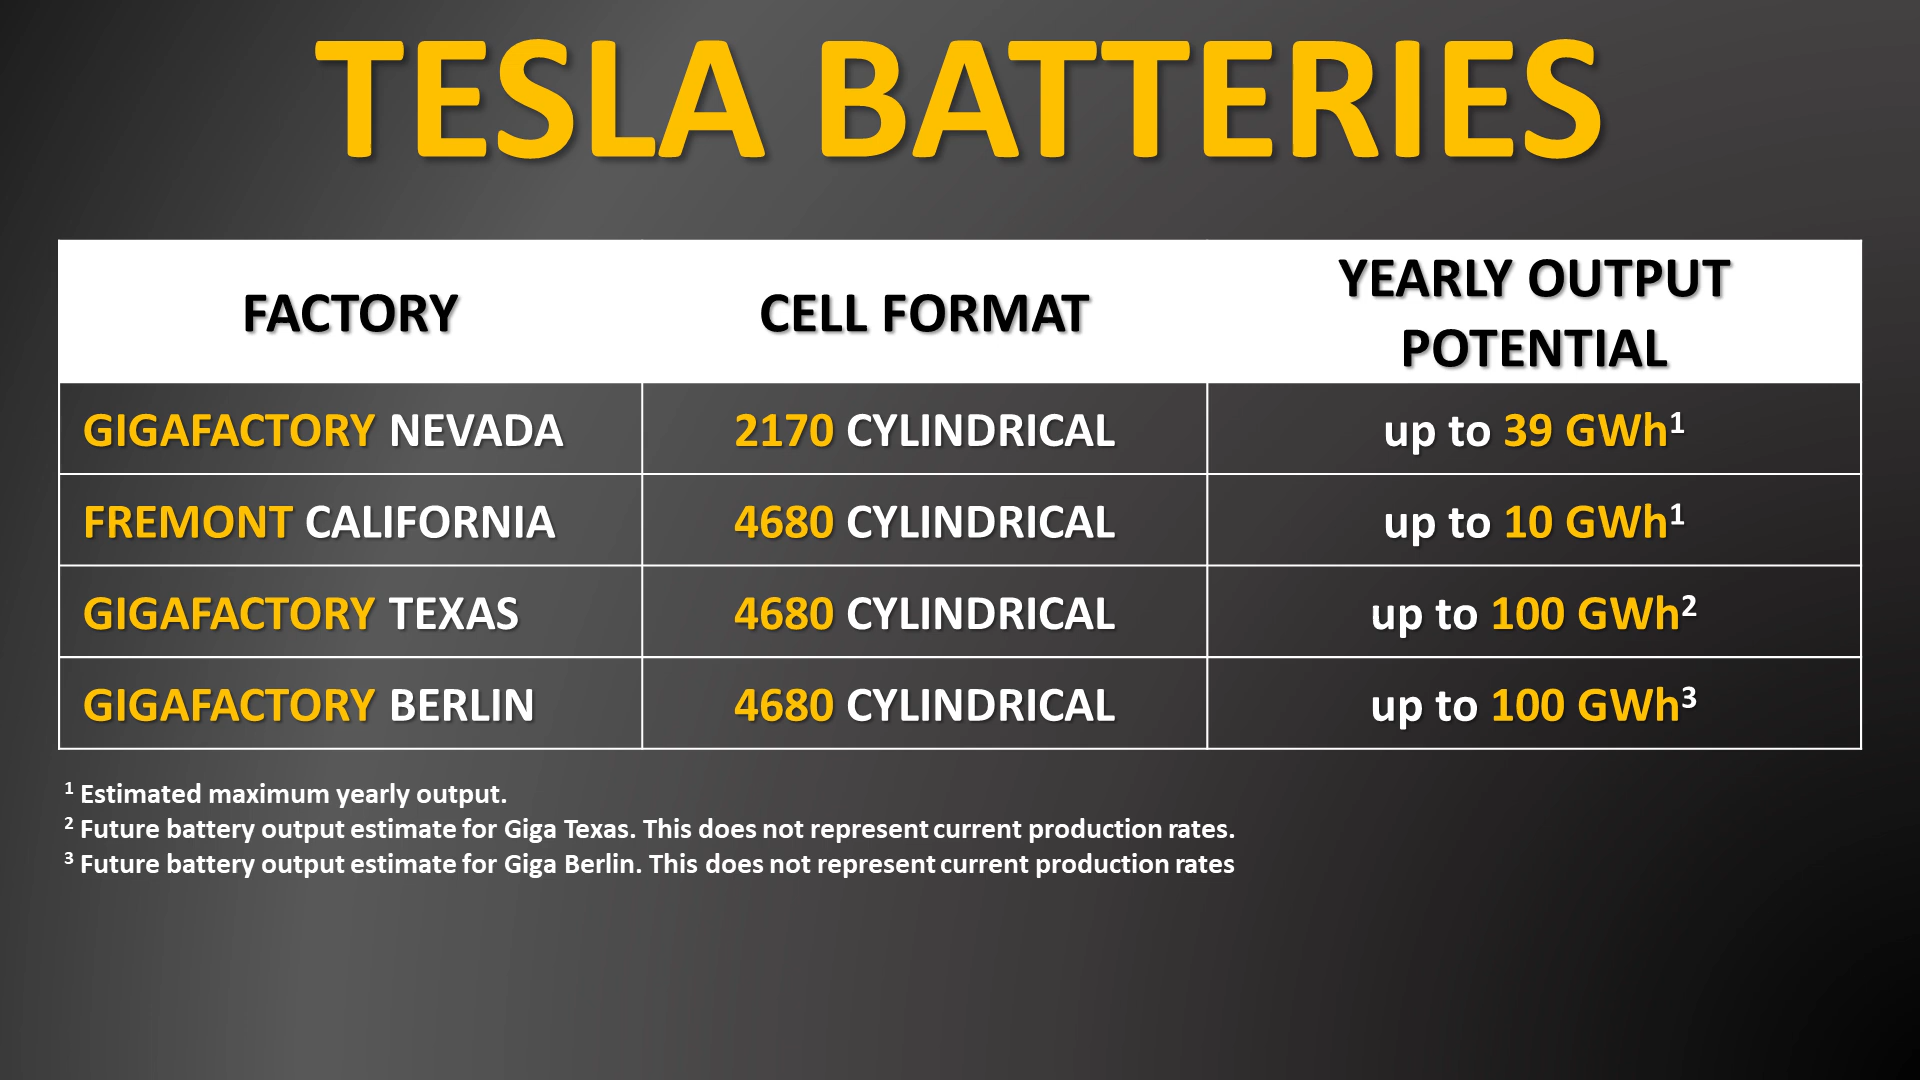 TESLA BATTERIES
FACTORY
CELL FORMAT
YEARLY OUTPUT
POTENTIAL
GIGAFACTORY NEVADA
2170 CYLINDRICAL
up to 39 GWh¹
FREMONT CALIFORNIA
4680 CYLINDRICAL
up to 10 GWh¹
GIGAFACTORY TEXAS
4680 CYLINDRICAL
up to 100 GWh²
GIGAFACTORY BERLIN
4680 CYLINDRICAL
up to 100 GWh³
¹ Estimated maximum yearly output.
² Future battery output estimate for Giga Texas. This does not represent current production rates.
³ Future battery output estimate for Giga Berlin. This does not represent current production rates